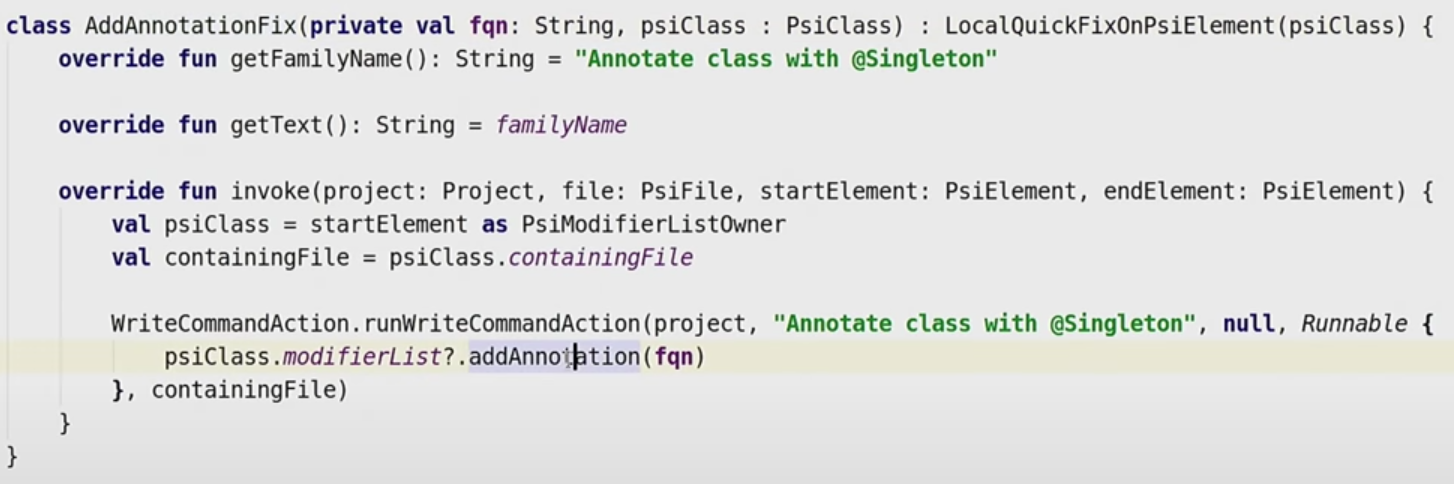 class AddAnnotationFix(private val fqn: String, psiClass : PsiClass) : LocalQuickFixOnPsiElement(psiClass) {
override fun getFamilyName(): String = "Annotate class with @Singleton"
override fun getText(): String = familyName
override fun invoke(project: Project, file: PsiFile, startElement: PsiElement, endElement: PsiElement) {
val psiClass = startElement as PsiModifierListOwner
val containingFile = psiClass.containingFile
WriteCommandAction.runWriteCommandAction(project, "Annotate class with @Singleton", null, Runnable {
psiClass.modifierList?.addAnnotation(fqn)
}, containingFile)
}
}